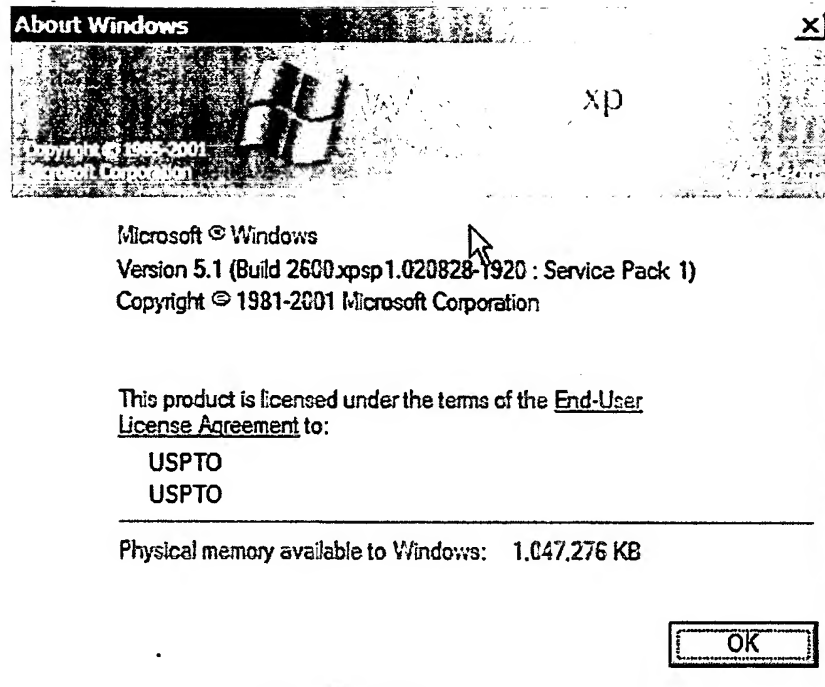 About Windows
xp
Copyright © 1985-2001
Microsoft Corporation
Microsoft © Windows
Version 5.1 (Build 2600.xpsp1.020828-1920 : Service Pack 1)
Copyright © 1981-2001 Microsoft Corporation
This product is licensed under the terms of the End-User
License Agreement to:
USPTO
USPTO
Physical memory available to Windows: 1,047,276 KB
OK